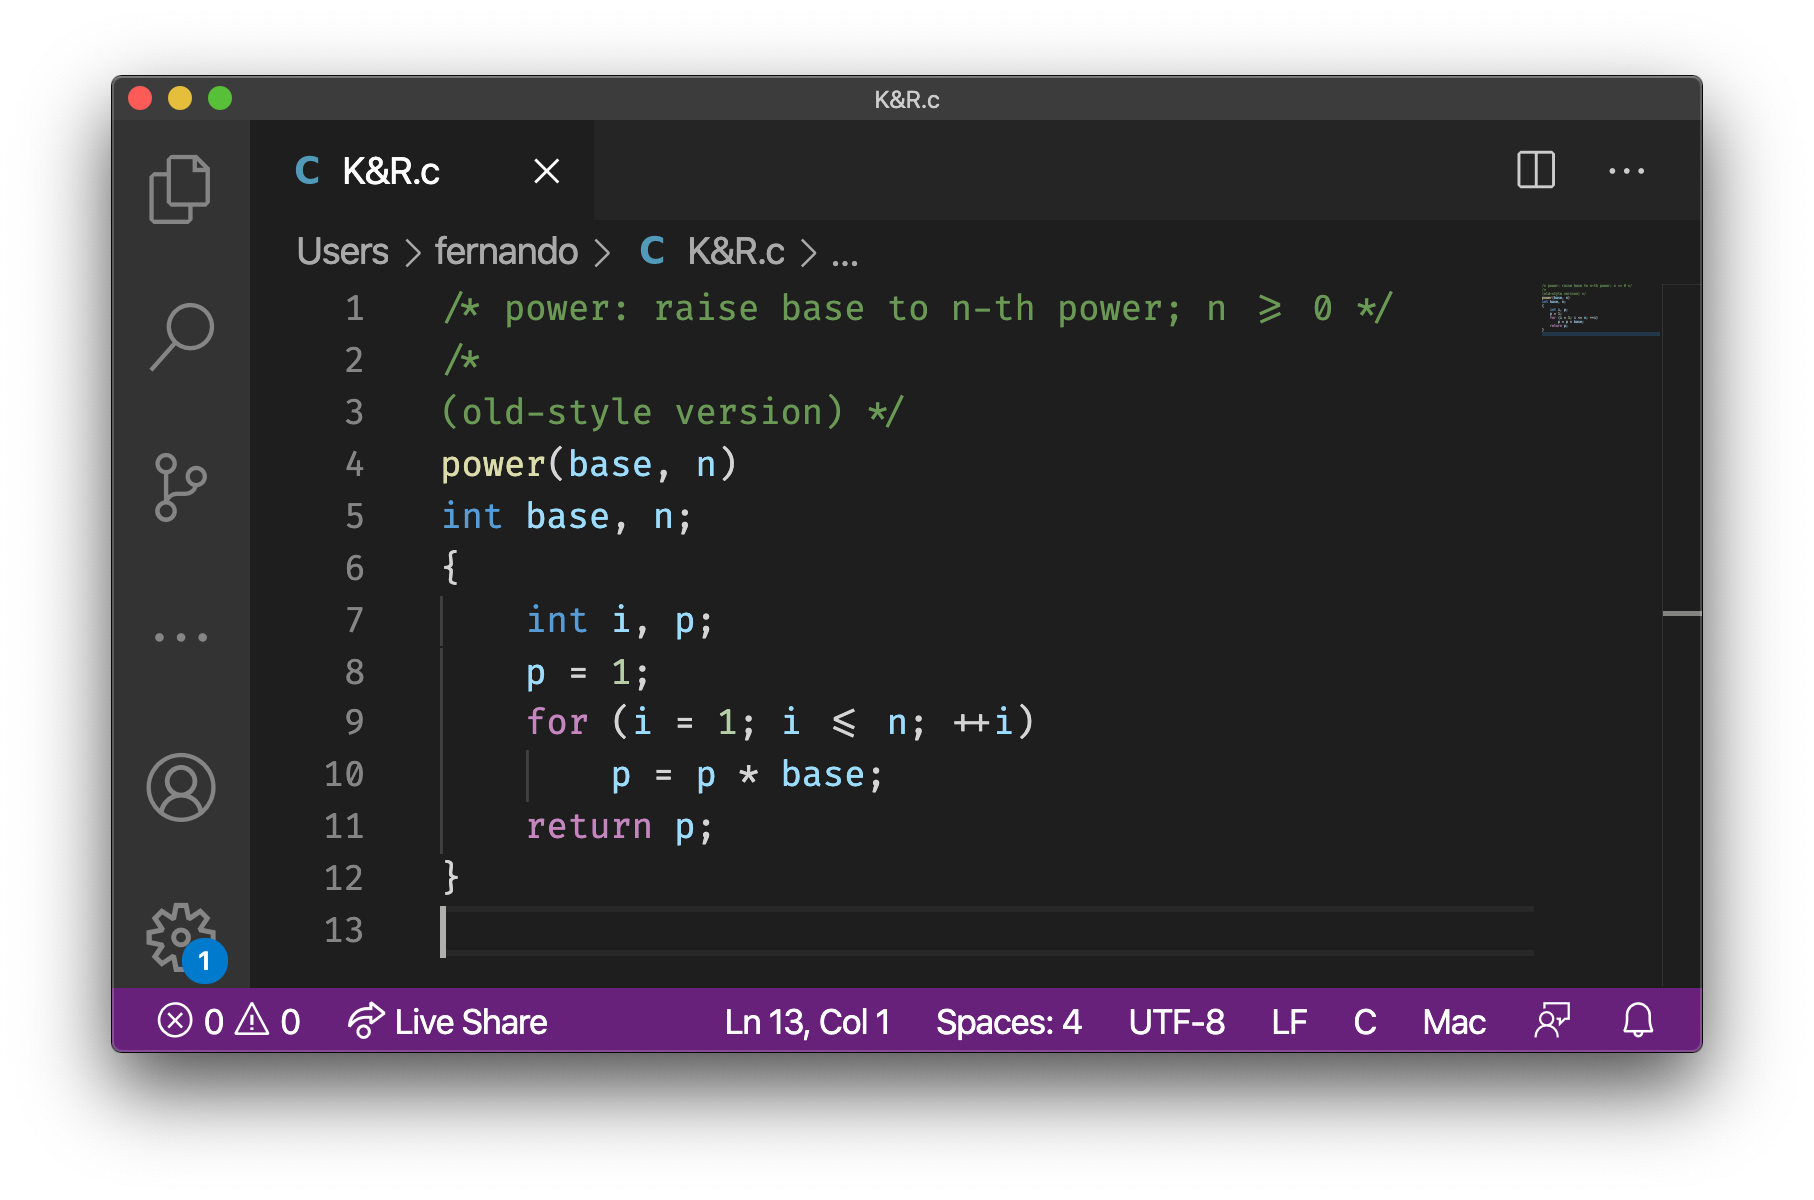 K&R.c
C K&R.c
Users > fernando > C K&R.c > ...
1 /* power: raise base to n-th power; n >= 0 */
2 /*
3 (old-style version) */
4 power(base, n)
5 int base, n;
6 {
7     int i, p;
8     p = 1;
9     for (i = 1; i <= n; ++i)
10         p = p * base;
11     return p;
12 }
13
1
0 0 Live Share Ln 13, Col 1 Spaces: 4 UTF-8 LF C Mac